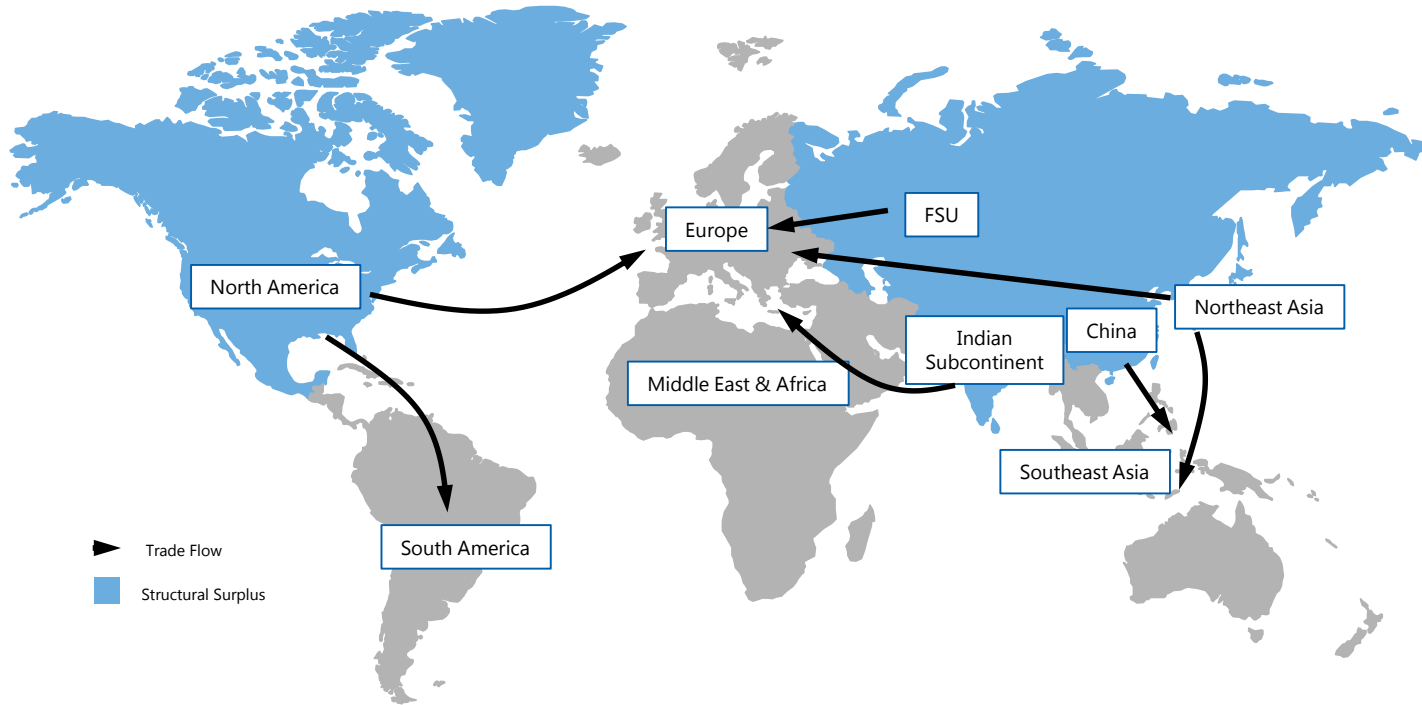 FSU
Europe
North America
Northeast Asia
China
Indian
Subcontinent
Middle East & Africa
Southeast Asia
South America
Trade Flow
Structural Surplus